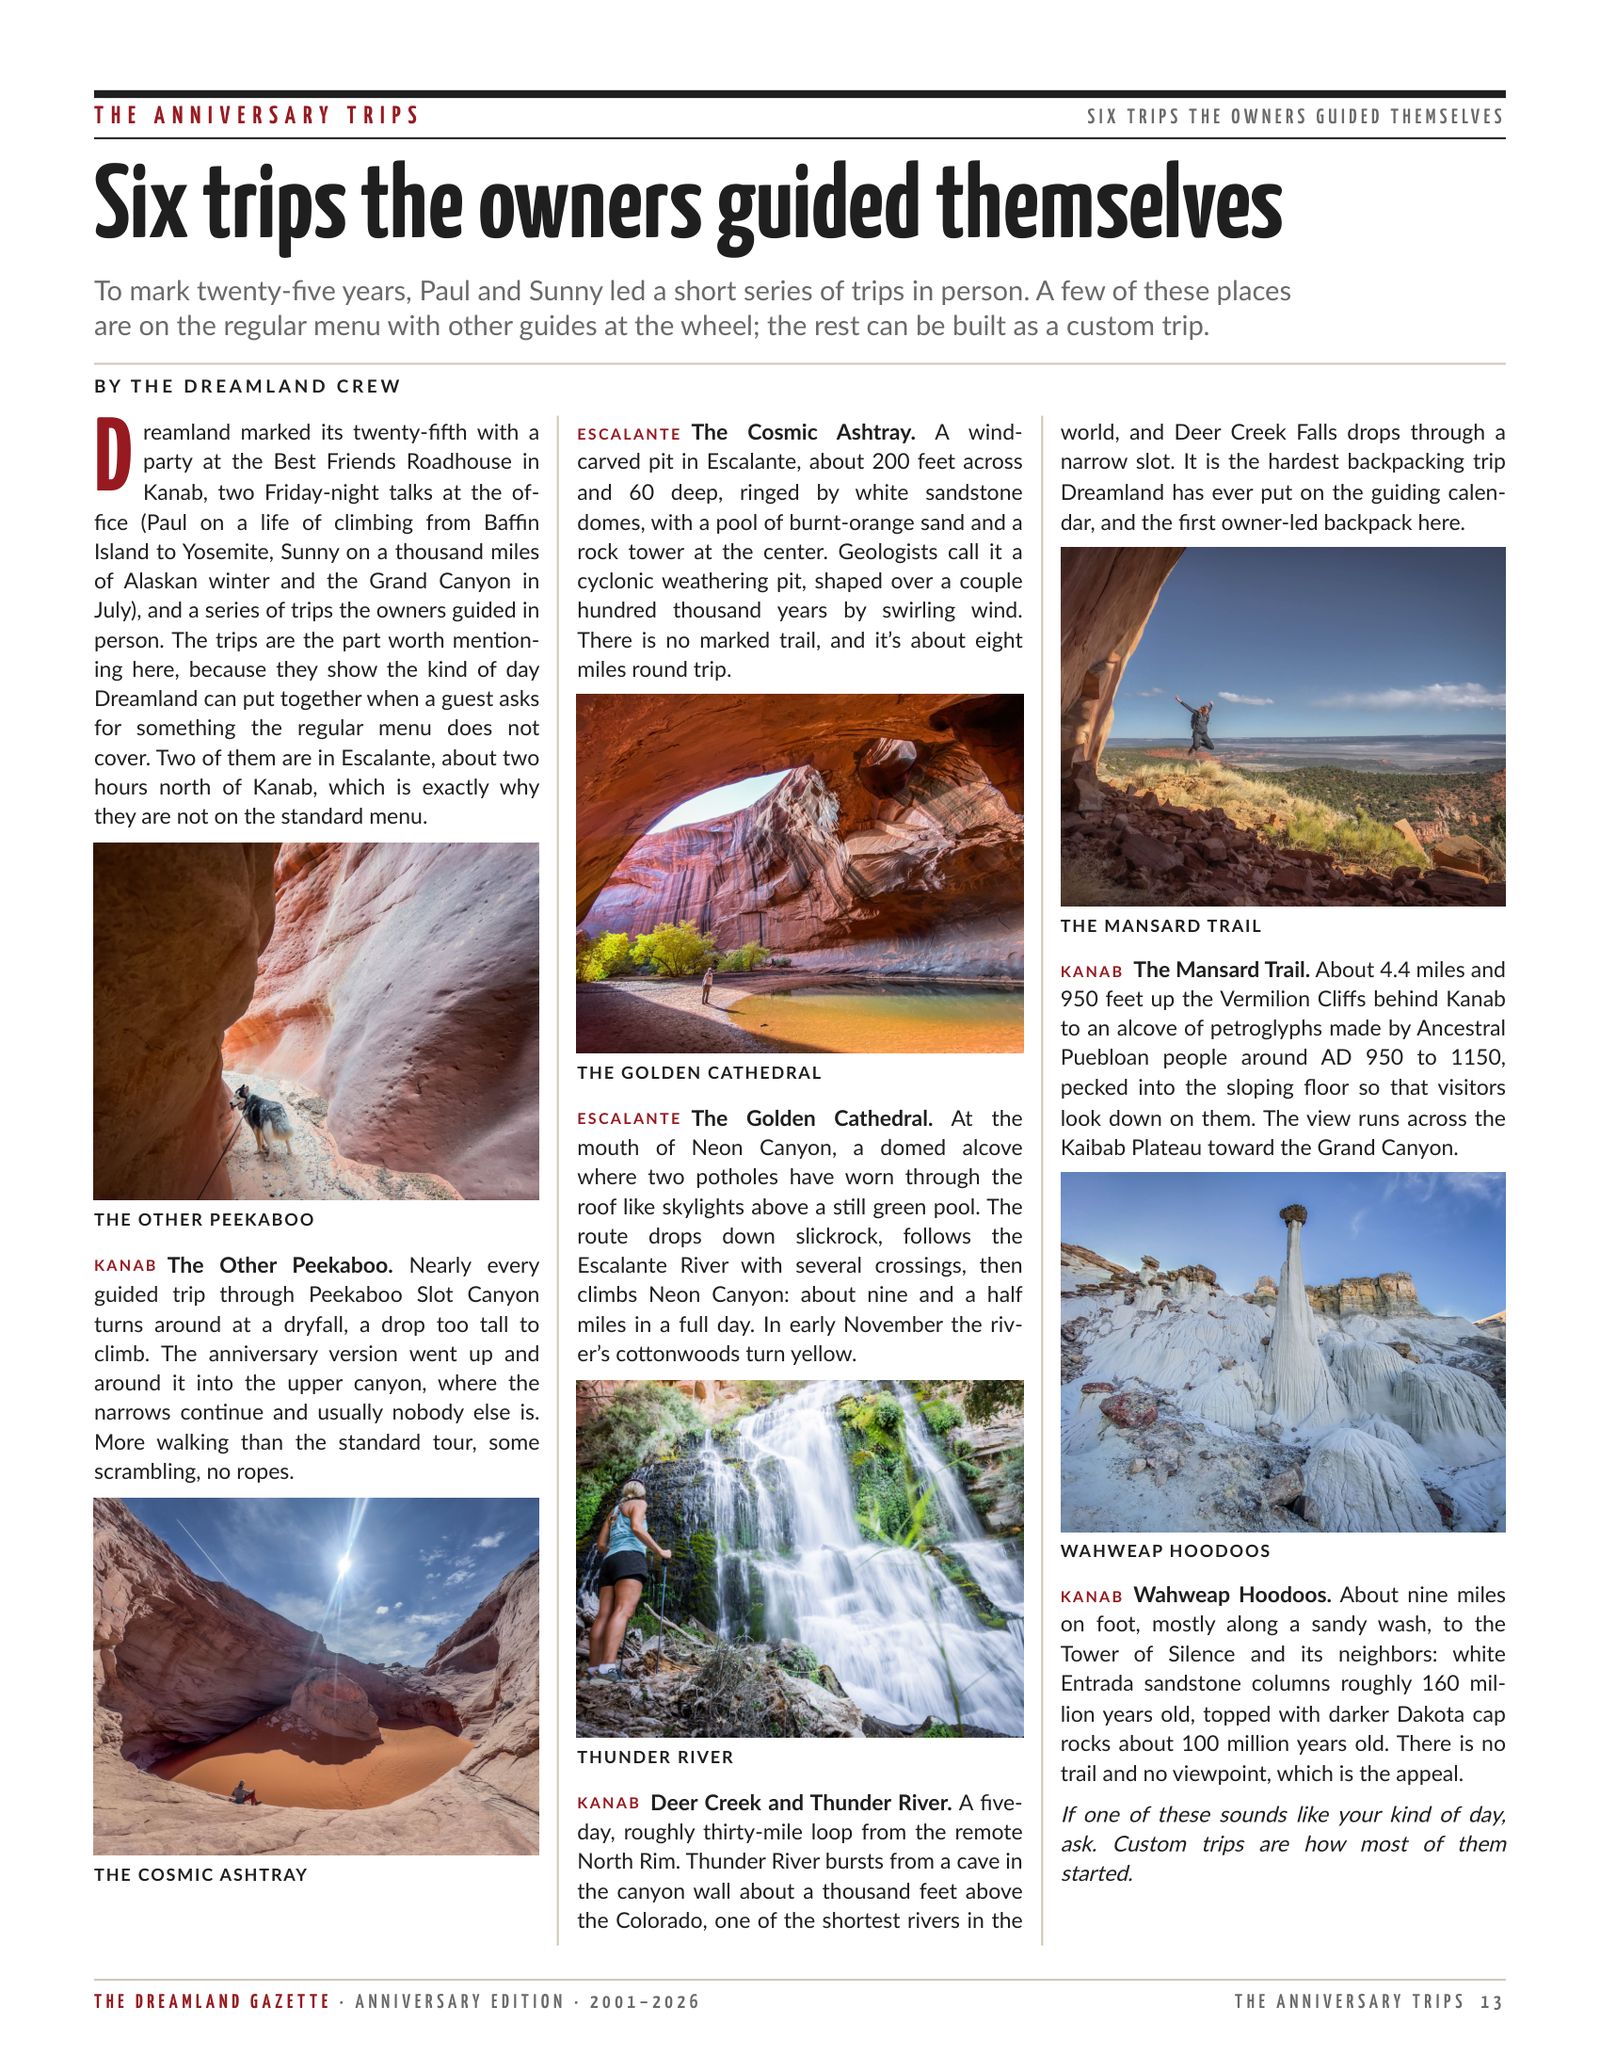 THE ANNIVERSARY TRIPS
SIX TRIPS THE OWNERS GUIDED THEMSELVES
Six trips the owners guided themselves
To mark twenty-five years, Paul and Sunny led a short series of trips in person. A few of these places
are on the regular menu with other guides at the wheel; the rest can be built as a custom trip.
BY THE DREAMLAND CREW
Dreamland marked its twenty-fifth with a
party at the Best Friends Roadhouse in
Kanab, two Friday-night talks at the of-
fice (Paul on a life of climbing from Baffin
Island to Yosemite, Sunny on a thousand miles
of Alaskan winter and the Grand Canyon in
July), and a series of trips the owners guided in
person. The trips are the part worth mention-
ing here, because they show the kind of day
Dreamland can put together when a guest asks
for something the regular menu does not
cover. Two of them are in Escalante, about two
hours north of Kanab, which is exactly why
they are not on the standard menu.
THE OTHER PEEKABOO
KANAB The Other Peekaboo. Nearly every
guided trip through Peekaboo Slot Canyon
turns around at a dryfall, a drop too tall to
climb. The anniversary version went up and
around it into the upper canyon, where the
narrows continue and usually nobody else is.
More walking than the standard tour, some
scrambling, no ropes.
THE COSMIC ASHTRAY
ESCALANTE The Cosmic Ashtray. A wind-
carved pit in Escalante, about 200 feet across
and 60 deep, ringed by white sandstone
domes, with a pool of burnt-orange sand and a
rock tower at the center. Geologists call it a
cyclonic weathering pit, shaped over a couple
hundred thousand years by swirling wind.
There is no marked trail, and it's about eight
miles round trip.
THE GOLDEN CATHEDRAL
ESCALANTE The Golden Cathedral. At the
mouth of Neon Canyon, a domed alcove
where two potholes have worn through the
roof like skylights above a still green pool. The
route drops down slickrock, follows the
Escalante River with several crossings, then
climbs Neon Canyon: about nine and a half
miles in a full day. In early November the riv-
er's cottonwoods turn yellow.
THUNDER RIVER
KANAB Deer Creek and Thunder River. A five-
day, roughly thirty-mile loop from the remote
North Rim. Thunder River bursts from a cave in
the canyon wall about a thousand feet above
the Colorado, one of the shortest rivers in the
world, and Deer Creek Falls drops through a
narrow slot. It is the hardest backpacking trip
Dreamland has ever put on the guiding calen-
dar, and the first owner-led backpack here.
THE MANSARD TRAIL
KANAB The Mansard Trail. About 4.4 miles and
950 feet up the Vermilion Cliffs behind Kanab
to an alcove of petroglyphs made by Ancestral
Puebloan people around AD 950 to 1150,
pecked into the sloping floor so that visitors
look down on them. The view runs across the
Kaibab Plateau toward the Grand Canyon.
WAHWEAP HOODOOS
KANAB Wahweap Hoodoos. About nine miles
on foot, mostly along a sandy wash, to the
Tower of Silence and its neighbors: white
Entrada sandstone columns roughly 160 mil-
lion years old, topped with darker Dakota cap
rocks about 100 million years old. There is no
trail and no viewpoint, which is the appeal.
If one of these sounds like your kind of day,
ask. Custom trips are how most of them
started.
THE DREAMLAND GAZETTE · ANNIVERSARY EDITION · 2001–2026
THE ANNIVERSARY TRIPS 13